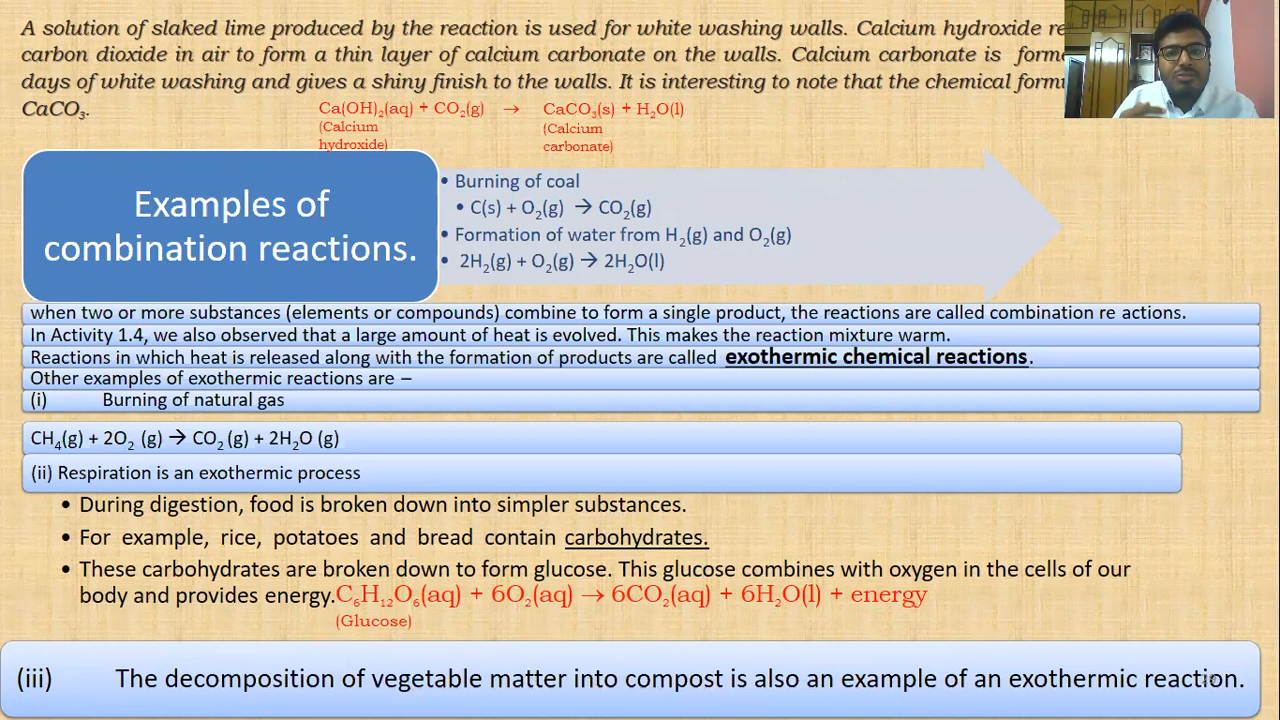 A solution of slaked lime produced by the reaction is used for white washing walls. Calcium hydroxide
carbon dioxide in air to form a thin layer of calcium carbonate on the walls. Calcium carbonate is
days of white washing and gives a shiny finish to the walls. It is interesting to note that the chemical
CaCO₃.
Ca(OH)₂(aq) + CO₂(g) → CaCO₃(s) + H₂O(l)
(Calcium (Calcium
hydroxide) carbonate)
Examples of
combination reactions.
• Burning of coal
• C(s) + O₂(g) → CO₂(g)
• Formation of water from H₂(g) and O₂(g)
• 2H₂(g) + O₂(g) → 2H₂O(l)
when two or more substances (elements or compounds) combine to form a single product, the reactions are called combination re actions.
In Activity 1.4, we also observed that a large amount of heat is evolved. This makes the reaction mixture warm.
Reactions in which heat is released along with the formation of products are called exothermic chemical reactions.
Other examples of exothermic reactions are –
(i) Burning of natural gas
CH₄(g) + 2O₂ (g) → CO₂ (g) + 2H₂O (g)
(ii) Respiration is an exothermic process
• During digestion, food is broken down into simpler substances.
• For example, rice, potatoes and bread contain carbohydrates.
• These carbohydrates are broken down to form glucose. This glucose combines with oxygen in the cells of our
body and provides energy. C₆H₁₂O₆(aq) + 6O₂(aq) → 6CO₂(aq) + 6H₂O(l) + energy
(Glucose)
(iii) The decomposition of vegetable matter into compost is also an example of an exothermic reaction.